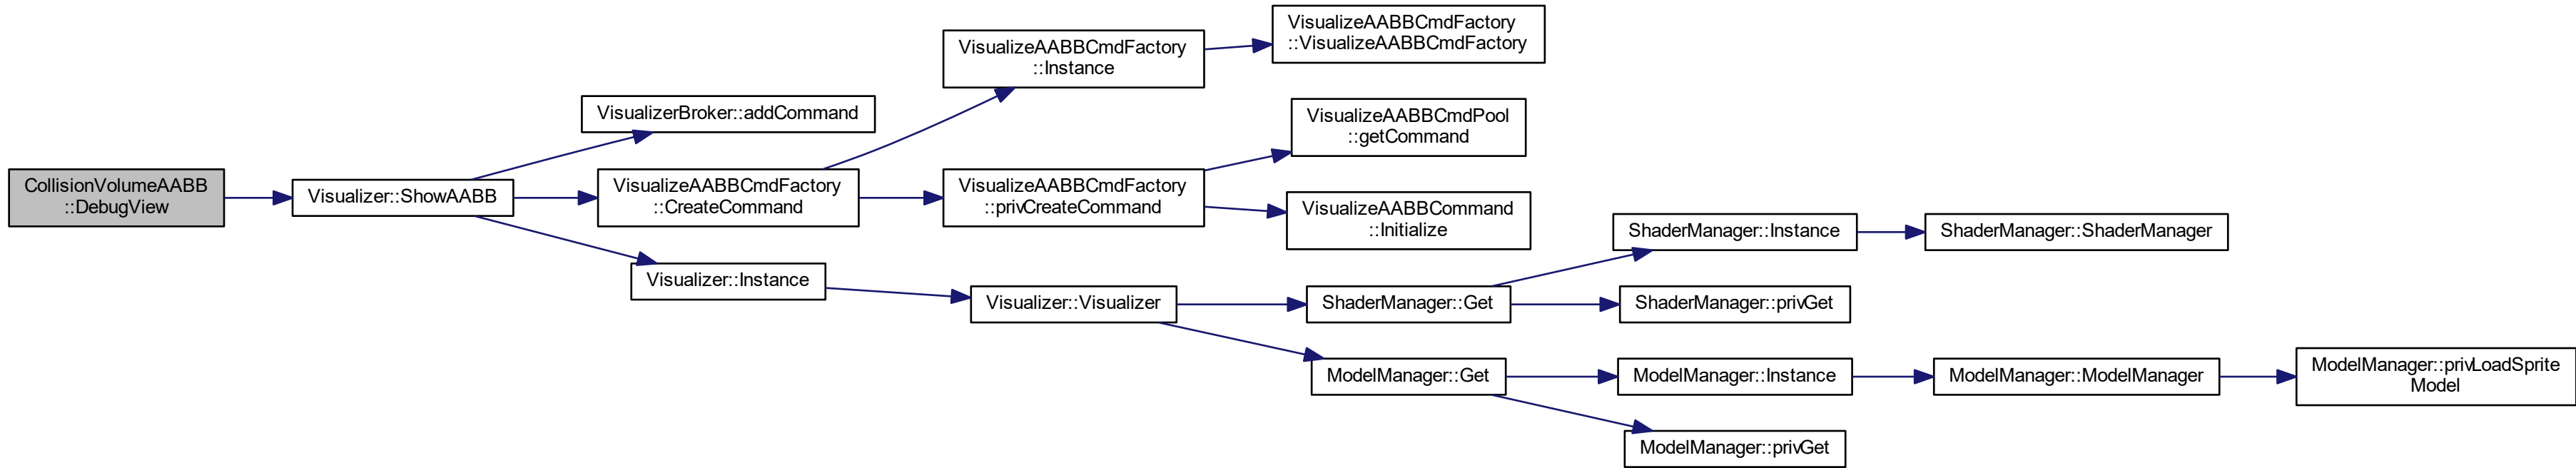 CollisionVolumeAABB
::DebugView
Visualizer::ShowAABB
VisualizerBroker::addCommand
VisualizeAABBCmdFactory
::CreateCommand
VisualizeAABBCmdFactory
::Instance
VisualizeAABBCmdFactory
::VisualizeAABBCmdFactory
VisualizeAABBCmdFactory
::privCreateCommand
VisualizeAABBCmdPool
::getCommand
VisualizeAABBCommand
::Initialize
Visualizer::Instance
Visualizer::Visualizer
ShaderManager::Get
ShaderManager::Instance
ShaderManager::ShaderManager
ShaderManager::privGet
ModelManager::Get
ModelManager::Instance
ModelManager::ModelManager
ModelManager::privLoadSprite
Model
ModelManager::privGet